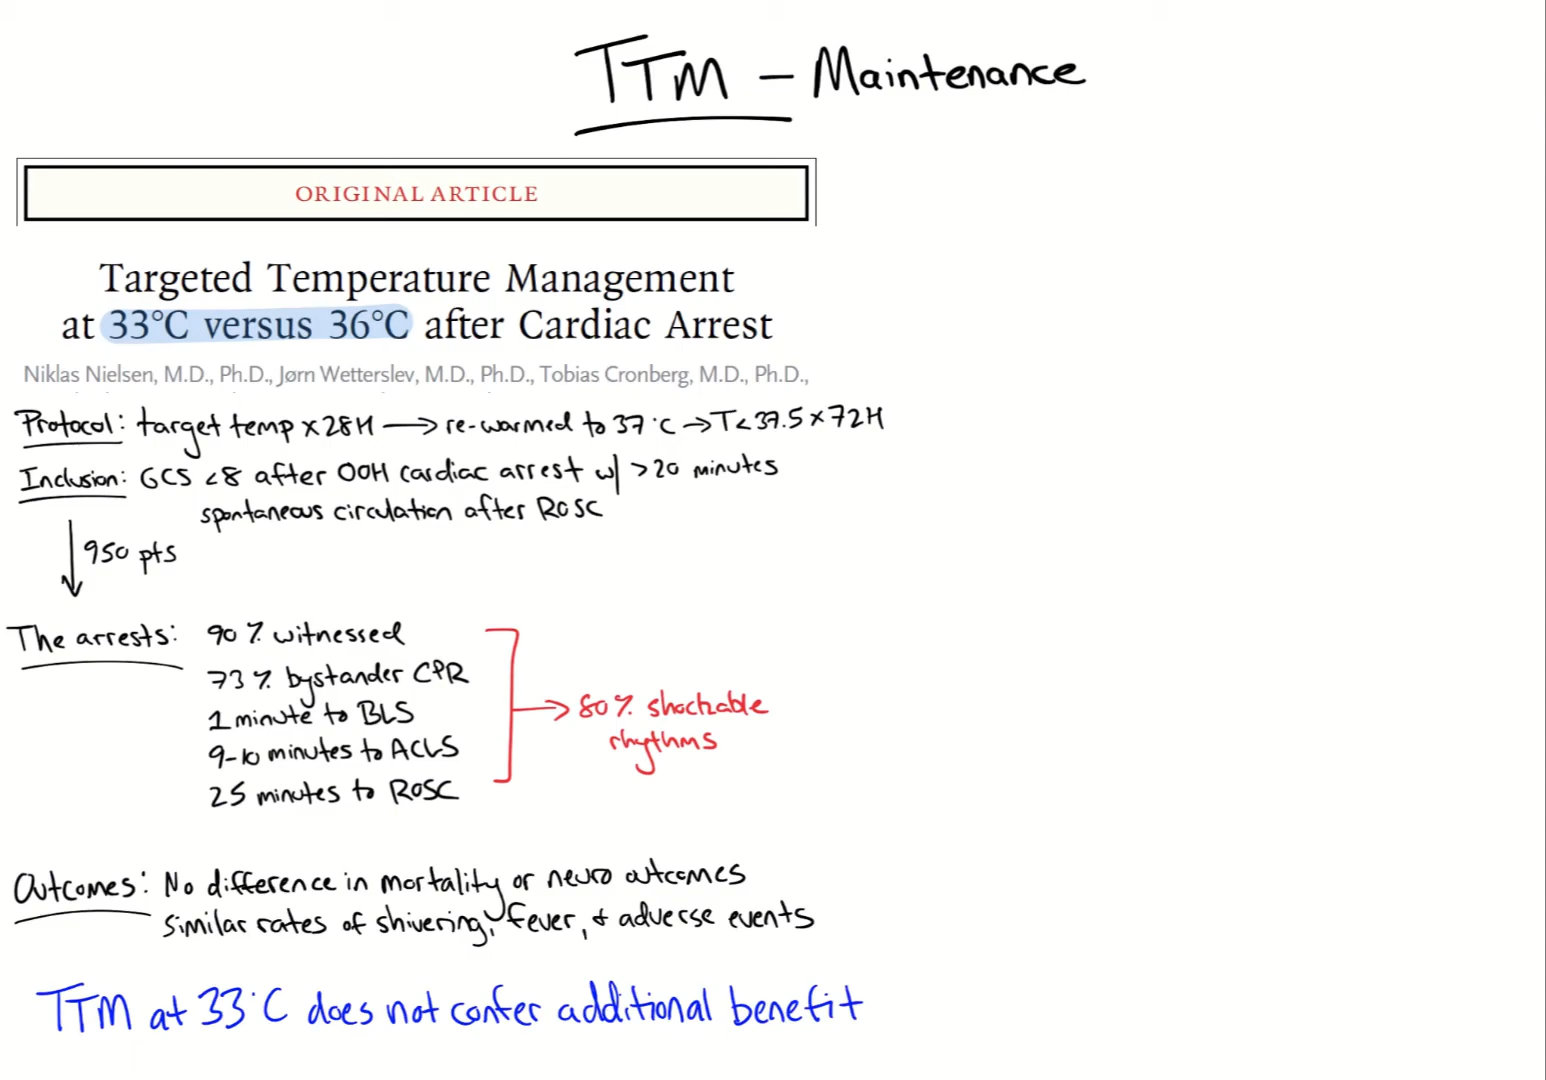 TTM – Maintenance
ORIGINAL ARTICLE
Targeted Temperature Management
at 33°C versus 36°C after Cardiac Arrest
Niklas Nielsen, M.D., Ph.D., Jørn Wetterslev, M.D., Ph.D., Tobias Cronberg, M.D., Ph.D.,
Protocol: target temp x 28H → re-warmed to 37°C → T<37.5 x 72H
Inclusion: GCS <8 after OOH cardiac arrest w/ >20 minutes
spontaneous circulation after ROSC
950 pts
The arrests: 90% witnessed
73% bystander CPR
1 minute to BLS
9-10 minutes to ACLS
25 minutes to ROSC
→ 80% shockable
rhythms
Outcomes: No difference in mortality or neuro outcomes
Similar rates of shivering, fever, & adverse events
TTM at 33°C does not confer additional benefit